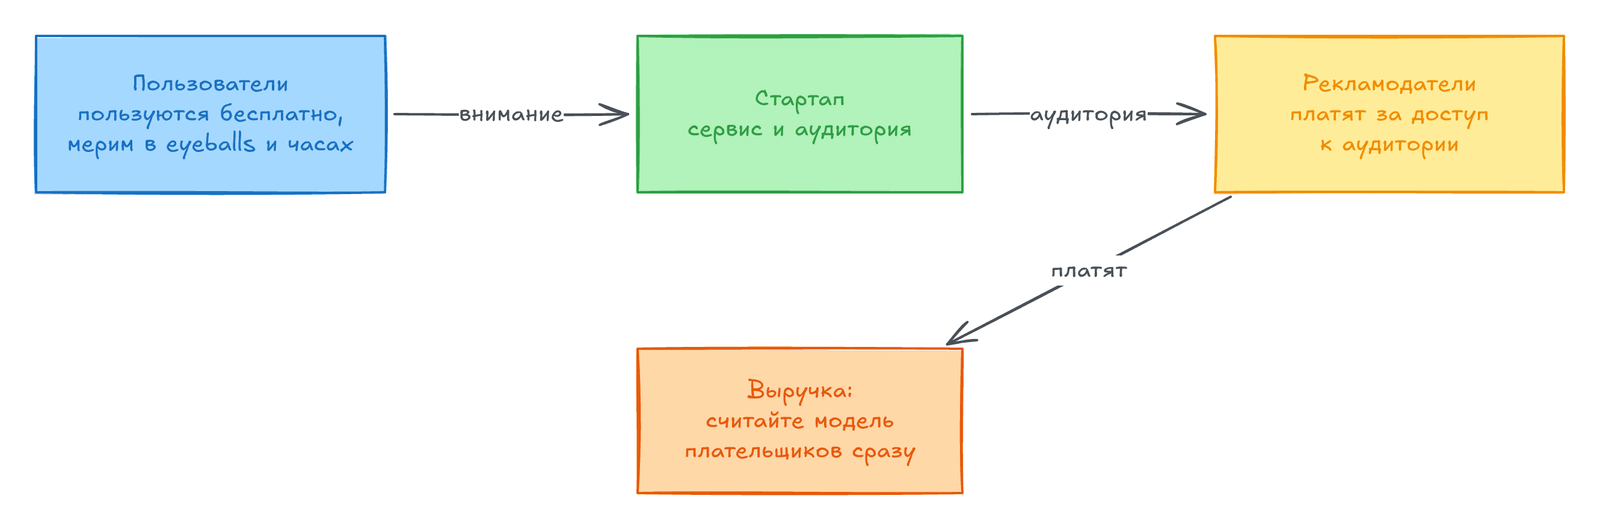 Пользователи
пользуются бесплатно,
мерим в eyeballs и часах
внимание
Стартап
сервис и аудитория
аудитория
Рекламодатели
платят за доступ
к аудитории
платят
Выручка:
считайте модель
плательщиков сразу